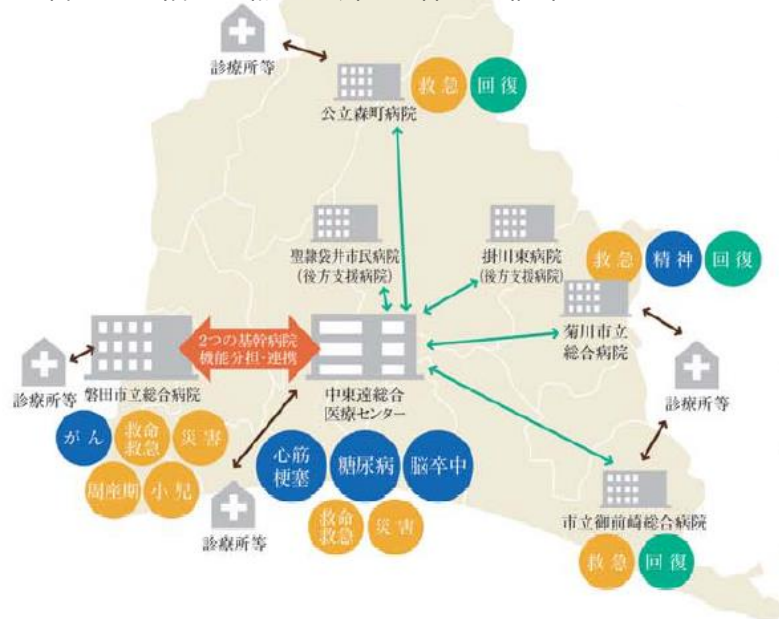 診療所等
公立森町病院
救急
回復
聖隷袋井市民病院
(後方支援病院)
掛川東病院
(後方支援病院)
救急
精神
回復
菊川市立
総合病院
2つの基幹病院
機能分担・連携
診療所等
磐田市立総合病院
中東遠総合
医療センター
診療所等
がん
救命
救急
災害
周産期
小児
心筋
梗塞
糖尿病
脳卒中
救命
救急
災害
診療所等
市立御前崎総合病院
救急
回復